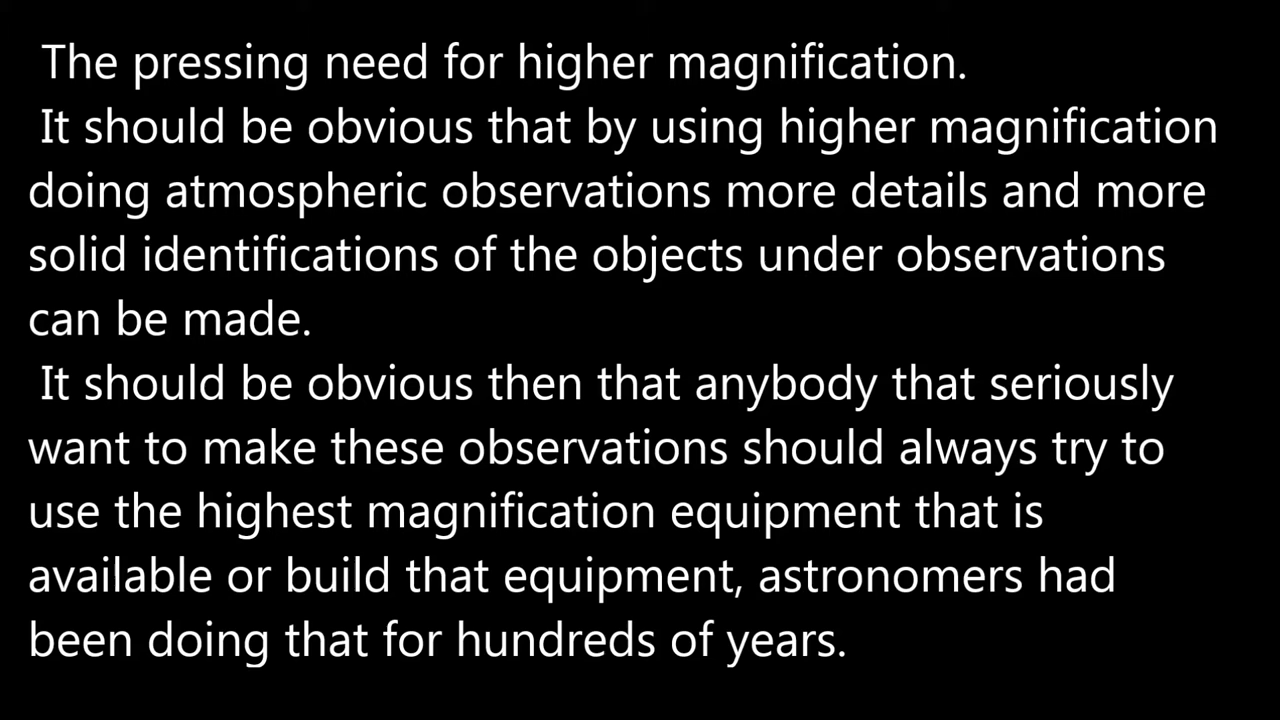 The pressing need for higher magnification.
It should be obvious that by using higher magnification
doing atmospheric observations more details and more
solid identifications of the objects under observations
can be made.
It should be obvious then that anybody that seriously
want to make these observations should always try to
use the highest magnification equipment that is
available or build that equipment, astronomers had
been doing that for hundreds of years.